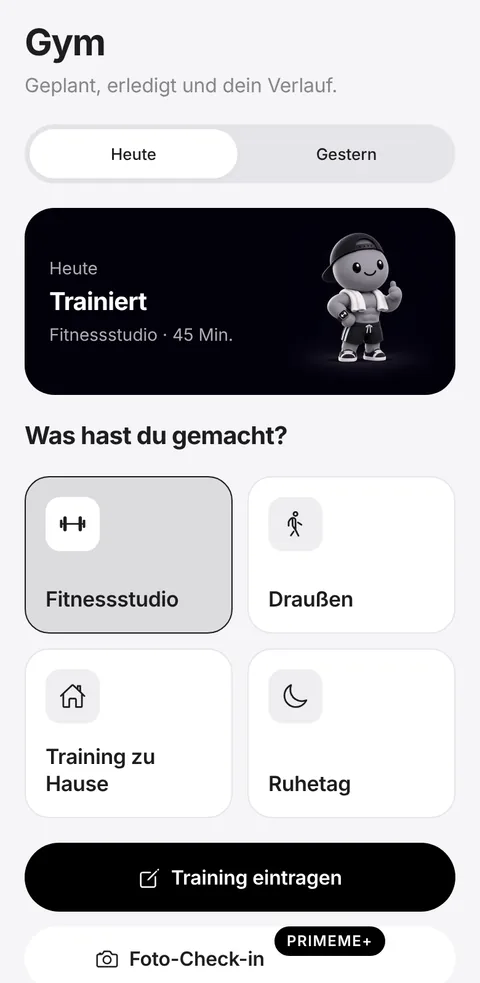 Gym
Geplant, erledigt und dein Verlauf.
Heute
Gestern
Heute
Trainiert
Fitnessstudio · 45 Min.
Was hast du gemacht?
Fitnessstudio
Draußen
Training zu
Hause
Ruhetag
Training eintragen
PRIMEME+
Foto-Check-in